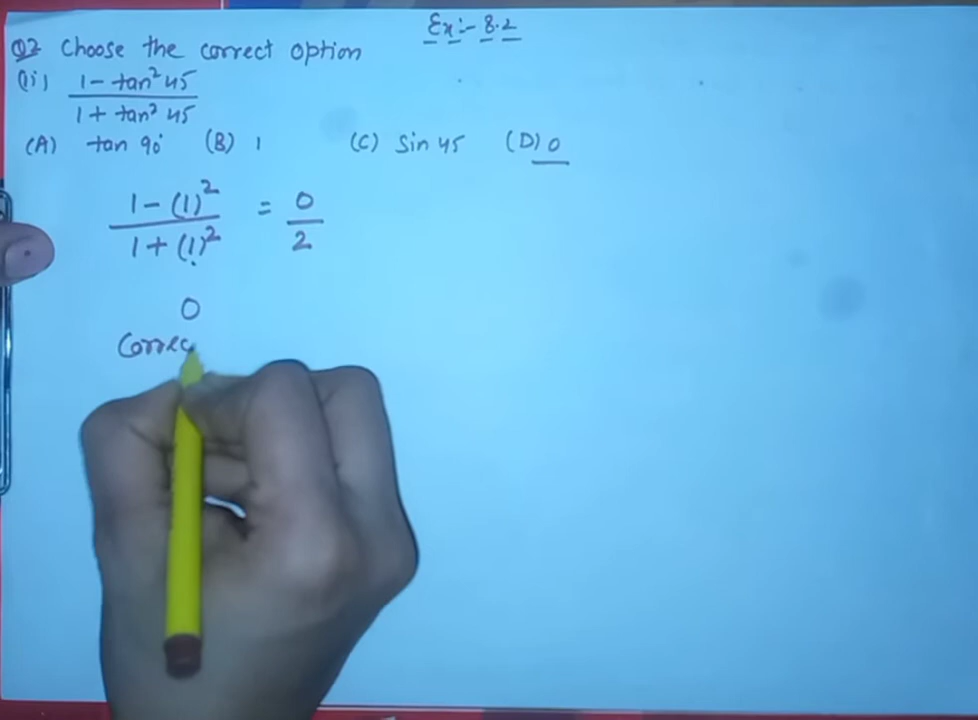 Ex:- 8.2
Q2 Choose the correct option
(ii) 1 - tan² 45 / 1 + tan² 45
(A) tan 90° (B) 1 (C) Sin 45 (D) 0
1 - (1)² / 1 + (1)² = 0 / 2
0
Correc